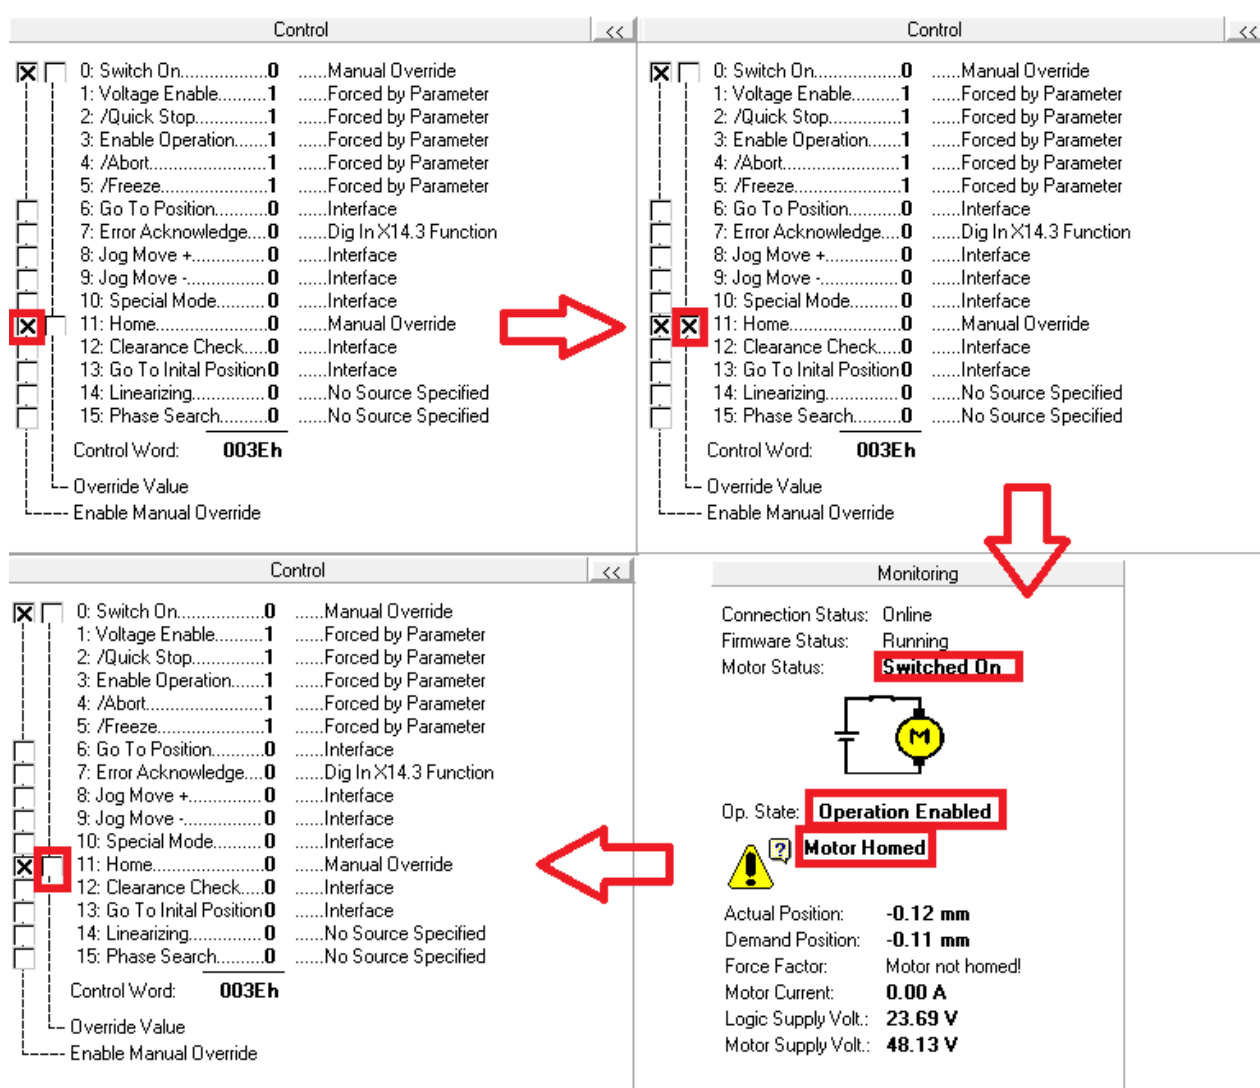 Control <<
0: Switch On.................0 ......Manual Override
1: Voltage Enable..........1 ......Forced by Parameter
2: /Quick Stop...............1 ......Forced by Parameter
3: Enable Operation.......1 ......Forced by Parameter
4: /Abort........................1 ......Forced by Parameter
5: /Freeze......................1 ......Forced by Parameter
6: Go To Position...........0 ......Interface
7: Error Acknowledge....0 ......Dig In X14.3 Function
8: Jog Move +...............0 ......Interface
9: Jog Move -................0 ......Interface
10: Special Mode..........0 ......Interface
11: Home.......................0 ......Manual Override
12: Clearance Check.....0 ......Interface
13: Go To Inital Position0 ......Interface
14: Linearizing...............0 ......No Source Specified
15: Phase Search..........0 ......No Source Specified
Control Word: 003Eh
Override Value
Enable Manual Override
Control <<
0: Switch On.................0 ......Manual Override
1: Voltage Enable..........1 ......Forced by Parameter
2: /Quick Stop...............1 ......Forced by Parameter
3: Enable Operation.......1 ......Forced by Parameter
4: /Abort........................1 ......Forced by Parameter
5: /Freeze......................1 ......Forced by Parameter
6: Go To Position...........0 ......Interface
7: Error Acknowledge....0 ......Dig In X14.3 Function
8: Jog Move +...............0 ......Interface
9: Jog Move -................0 ......Interface
10: Special Mode..........0 ......Interface
11: Home.......................0 ......Manual Override
12: Clearance Check.....0 ......Interface
13: Go To Inital Position0 ......Interface
14: Linearizing...............0 ......No Source Specified
15: Phase Search..........0 ......No Source Specified
Control Word: 003Eh
Override Value
Enable Manual Override
Control <<
0: Switch On.................0 ......Manual Override
1: Voltage Enable..........1 ......Forced by Parameter
2: /Quick Stop...............1 ......Forced by Parameter
3: Enable Operation.......1 ......Forced by Parameter
4: /Abort........................1 ......Forced by Parameter
5: /Freeze......................1 ......Forced by Parameter
6: Go To Position...........0 ......Interface
7: Error Acknowledge....0 ......Dig In X14.3 Function
8: Jog Move +...............0 ......Interface
9: Jog Move -................0 ......Interface
10: Special Mode..........0 ......Interface
11: Home.......................0 ......Manual Override
12: Clearance Check.....0 ......Interface
13: Go To Inital Position0 ......Interface
14: Linearizing...............0 ......No Source Specified
15: Phase Search..........0 ......No Source Specified
Control Word: 003Eh
Override Value
Enable Manual Override
Monitoring
Connection Status: Online
Firmware Status: Running
Motor Status: Switched On
M
Op. State: Operation Enabled
? Motor Homed
Actual Position: -0.12 mm
Demand Position: -0.11 mm
Force Factor: Motor not homed!
Motor Current: 0.00 A
Logic Supply Volt.: 23.69 V
Motor Supply Volt.: 48.13 V